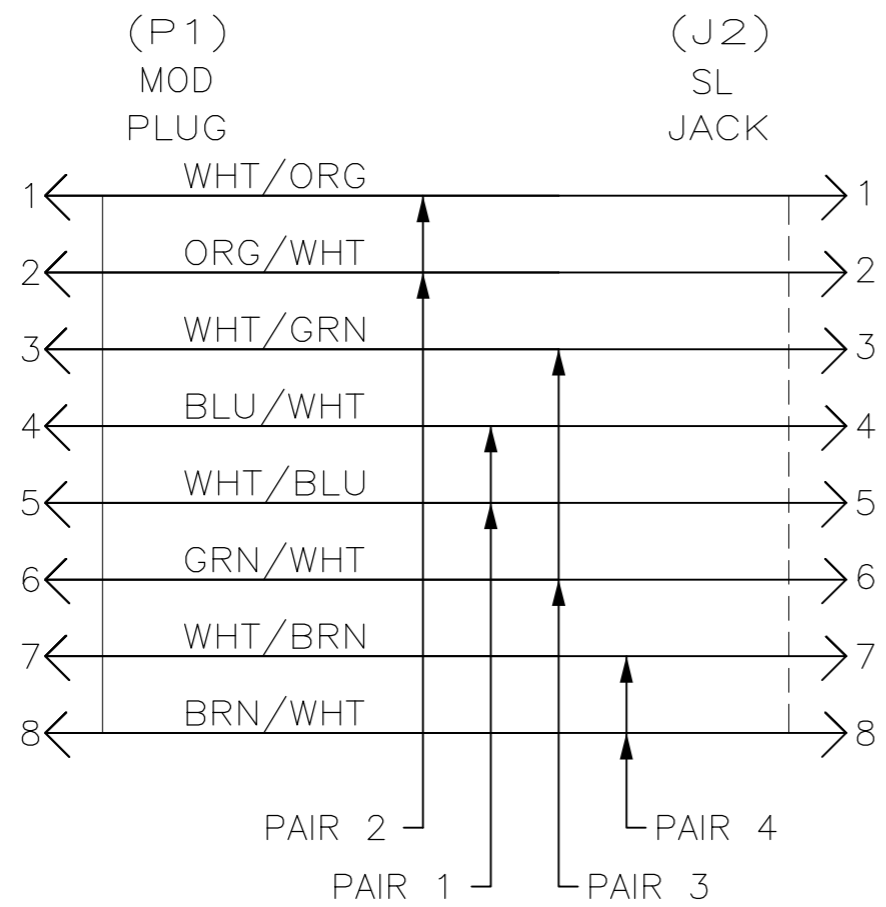 (P1) (J2)
MOD SL
PLUG JACK
1 WHT/ORG 1
2 ORG/WHT 2
3 WHT/GRN 3
4 BLU/WHT 4
5 WHT/BLU 5
6 GRN/WHT 6
7 WHT/BRN 7
8 BRN/WHT 8
PAIR 2 PAIR 4
PAIR 1 PAIR 3